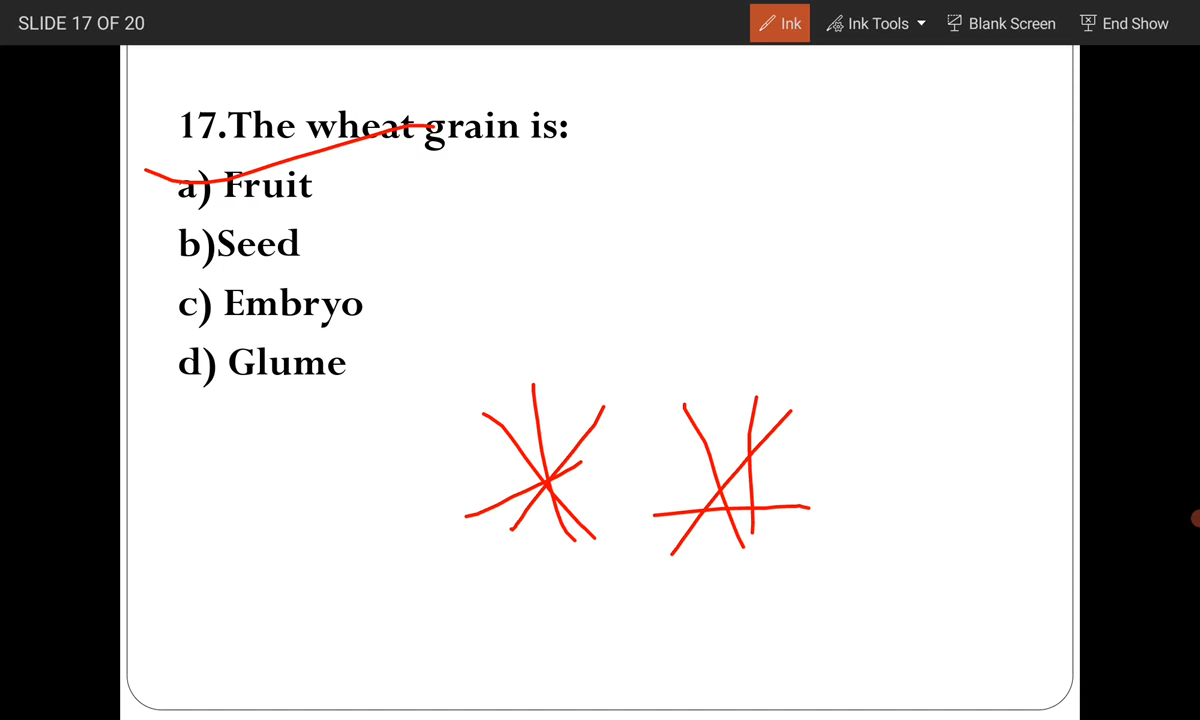 SLIDE 17 OF 20
Ink Ink Tools Blank Screen End Show
17.The wheat grain is:
a) Fruit
b)Seed
c) Embryo
d) Glume